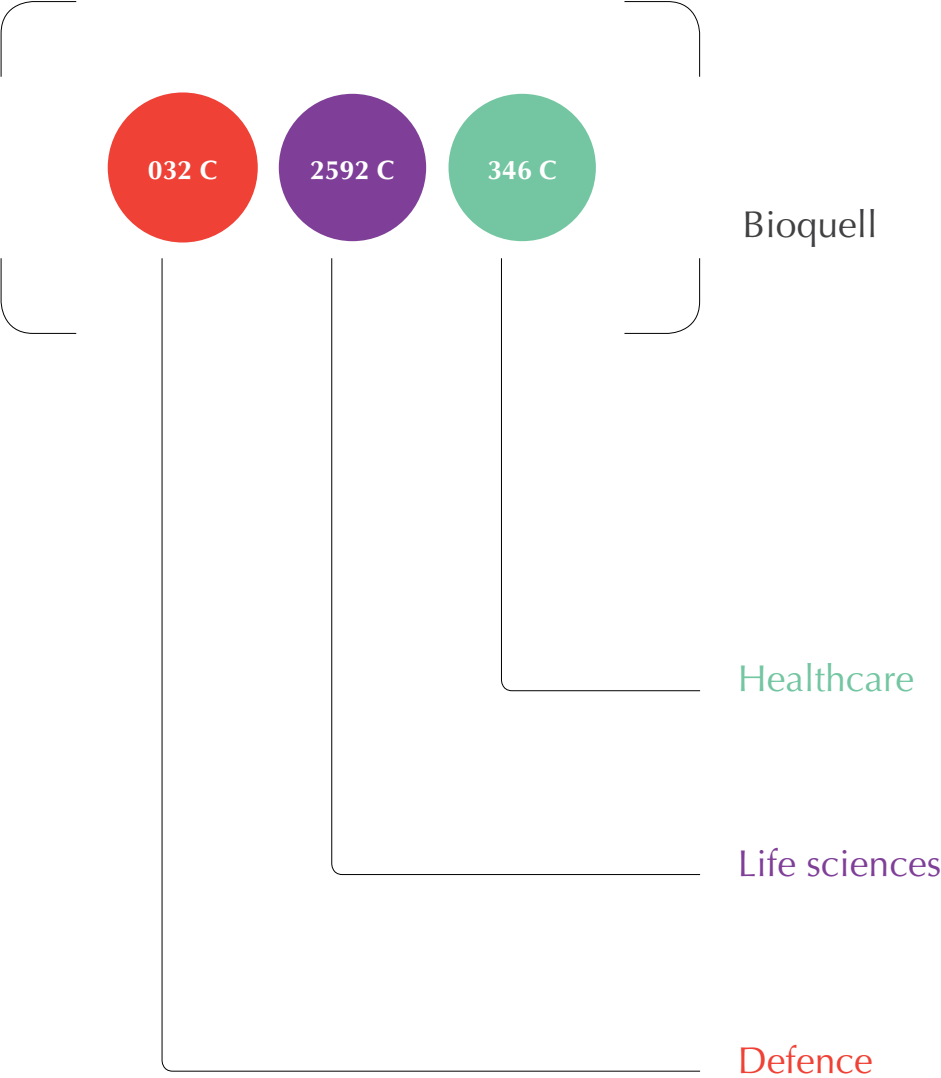 032 C
2592 C
346 C
Bioquell
Healthcare
Life sciences
Defence